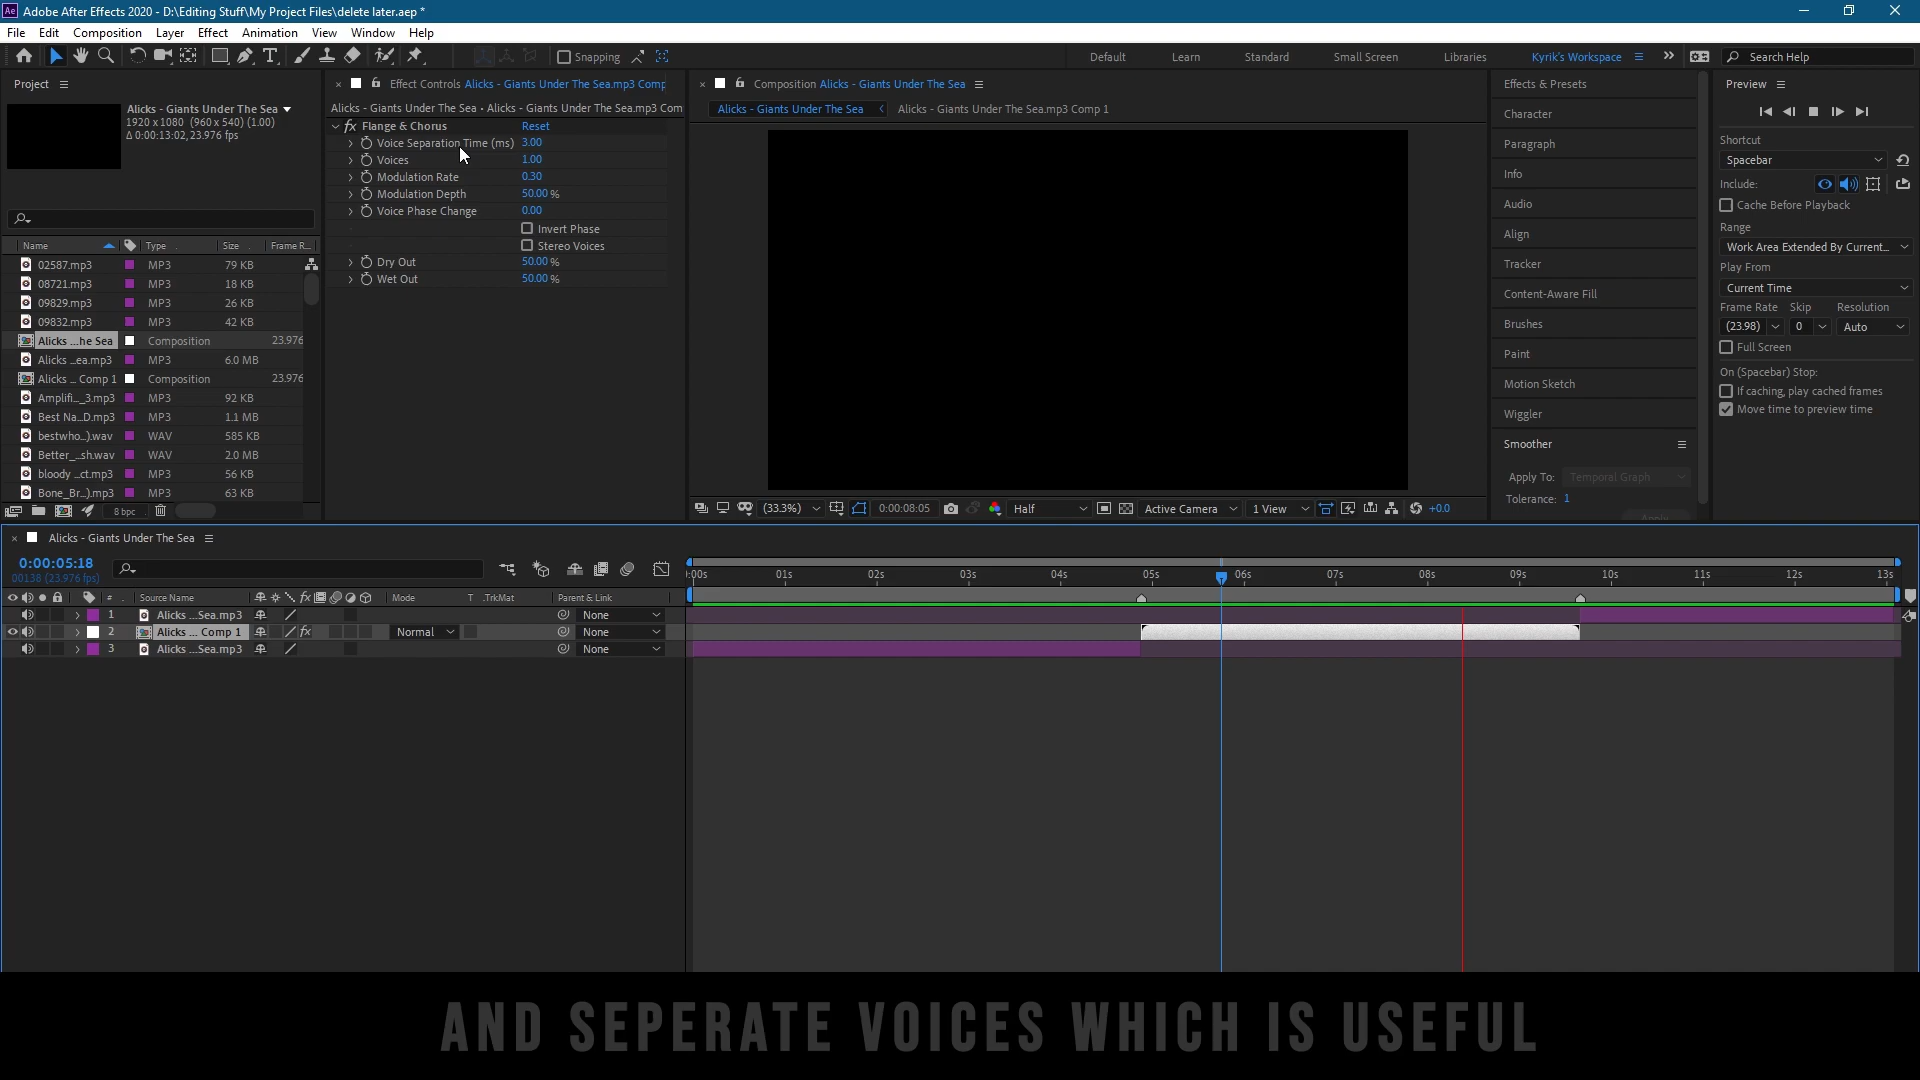 Adobe After Effects 2020 - D:\Editing Stuff\My Project Files\delete later.aep *
File Edit Composition Layer Effect Animation View Window Help
Snapping
Default Learn Standard Small Screen Libraries Kyrik's Workspace
Search Help
Project
Alicks - Giants Under The Sea
1920 x 1080 (960 x 540) (1.00)
Δ 0:00:13:02, 23.976 fps
Name Type Size Frame R...
02587.mp3 MP3 79 KB
08721.mp3 MP3 18 KB
09829.mp3 MP3 26 KB
09832.mp3 MP3 42 KB
Alicks ...he Sea Composition 23.976
Alicks ...ea.mp3 MP3 6.0 MB
Alicks ... Comp 1 Composition 23.976
Amplifi..._3.mp3 MP3 92 KB
Best Na...D.mp3 MP3 1.1 MB
bestwho...).wav WAV 585 KB
Better_...sh.wav WAV 2.0 MB
bloody ...ct.mp3 MP3 56 KB
Bone_Br...).mp3 MP3 63 KB
8 bpc
Effect Controls Alicks - Giants Under The Sea.mp3 Comp
Alicks - Giants Under The Sea • Alicks - Giants Under The Sea.mp3 Com
fx Flange & Chorus Reset
Voice Separation Time (ms) 3.00
Voices 1.00
Modulation Rate 0.30
Modulation Depth 50.00 %
Voice Phase Change 0.00
Invert Phase
Stereo Voices
Dry Out 50.00 %
Wet Out 50.00 %
Composition Alicks - Giants Under The Sea
Alicks - Giants Under The Sea Alicks - Giants Under The Sea.mp3 Comp 1
(33.3%) 0:00:08:05 Half Active Camera 1 View +0.0
Effects & Presets
Character
Paragraph
Info
Audio
Align
Tracker
Content-Aware Fill
Brushes
Paint
Motion Sketch
Wiggler
Smoother
Apply To: Temporal Graph
Tolerance: 1
Apply
Preview
Shortcut
Spacebar
Include:
Cache Before Playback
Range
Work Area Extended By Current...
Play From
Current Time
Frame Rate Skip Resolution
(23.98) 0 Auto
Full Screen
On (Spacebar) Stop:
If caching, play cached frames
Move time to preview time
Alicks - Giants Under The Sea
0:00:05:18
00138 (23.976 fps)
:00s 01s 02s 03s 04s 05s 06s 07s 08s 09s 10s 11s 12s 13s
# Source Name fx Mode T .TrkMat Parent & Link
1 Alicks ...Sea.mp3 None
2 Alicks ... Comp 1 fx Normal None
3 Alicks ...Sea.mp3 None
AND SEPERATE VOICES WHICH IS USEFUL